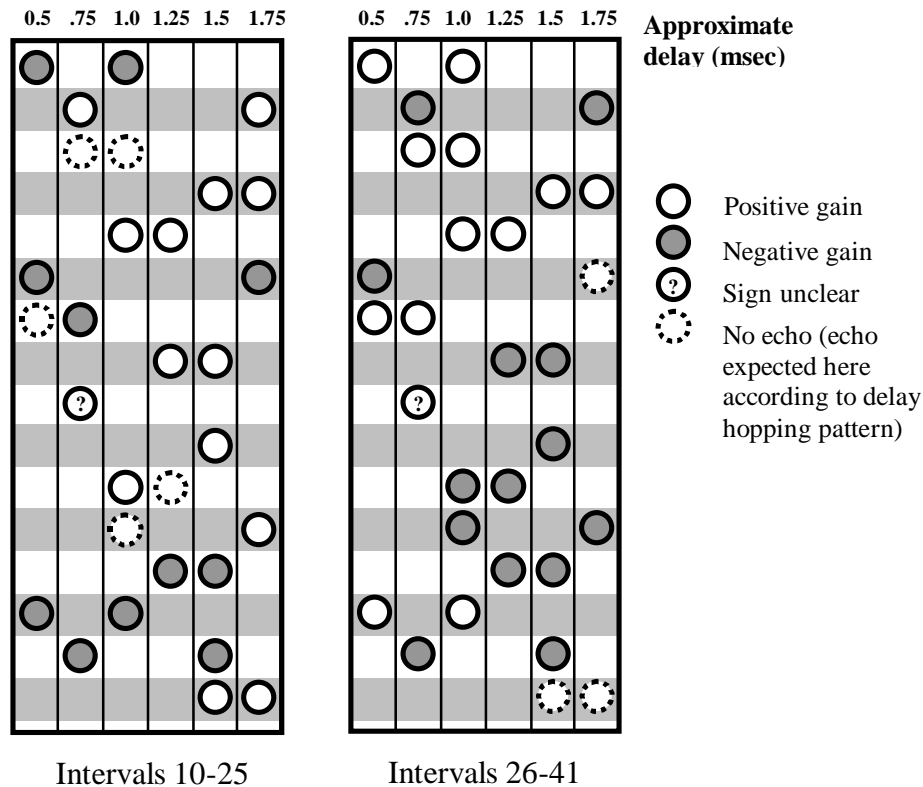 0.5 .75 1.0 1.25 1.5 1.75
0.5 .75 1.0 1.25 1.5 1.75
Approximate
delay (msec)
Positive gain
Negative gain
? Sign unclear
No echo (echo
expected here
according to delay
hopping pattern)
?
?
Intervals 10-25
Intervals 26-41